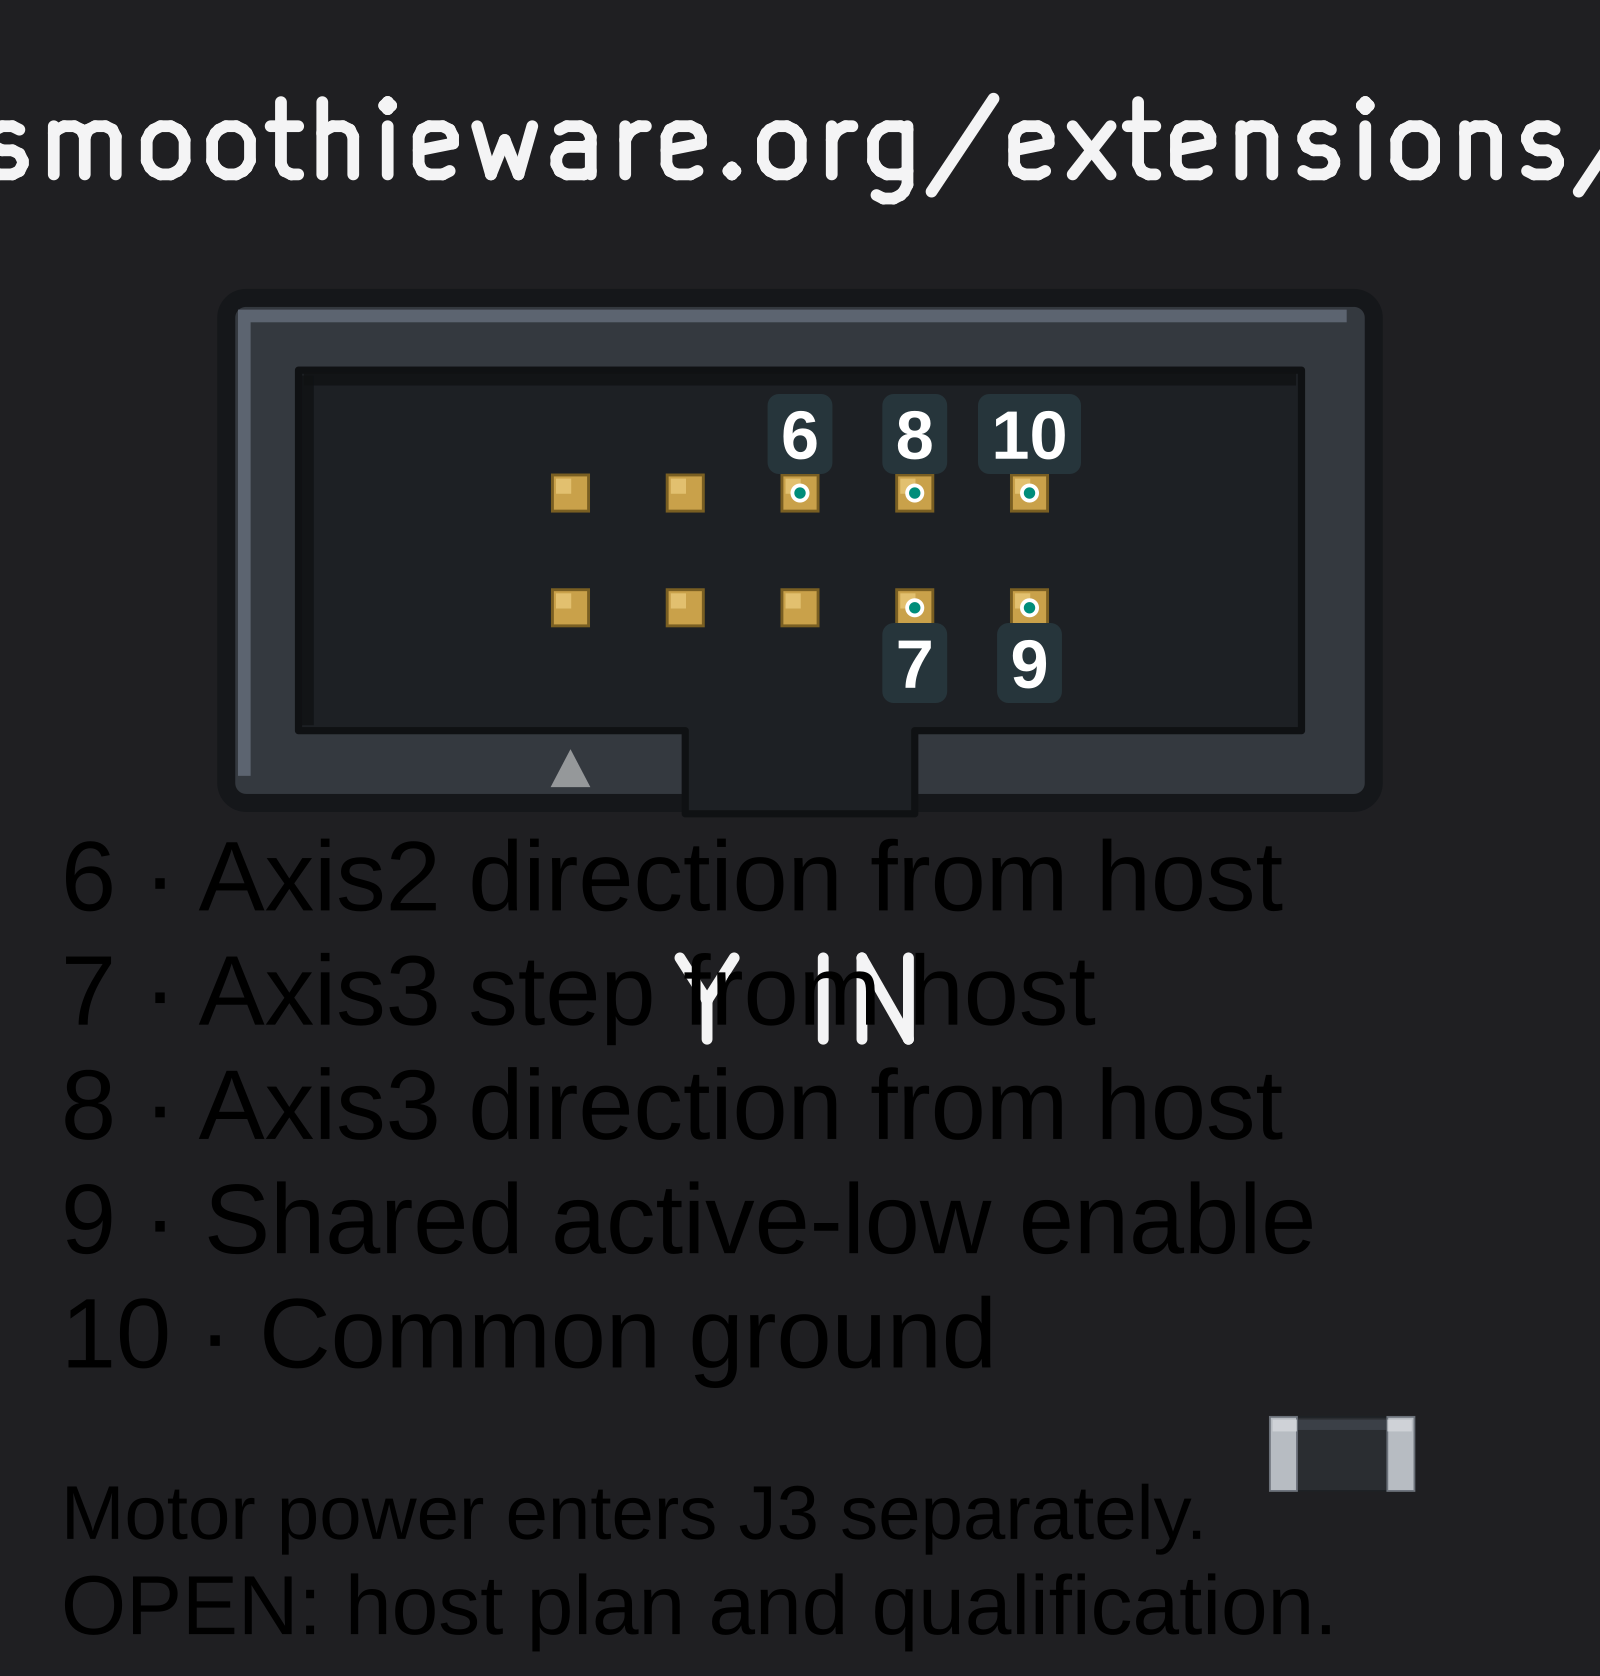 smoothieware.org/extensions/
6 8 10
7 9
6 · Axis2 direction from host
7 · Axis3 step from host
Y IN
8 · Axis3 direction from host
9 · Shared active-low enable
10 · Common ground
Motor power enters J3 separately.
OPEN: host plan and qualification.